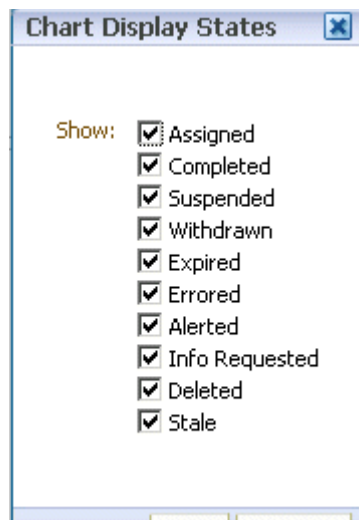 Chart Display States
Show: Assigned
Completed
Suspended
Withdrawn
Expired
Errored
Alerted
Info Requested
Deleted
Stale